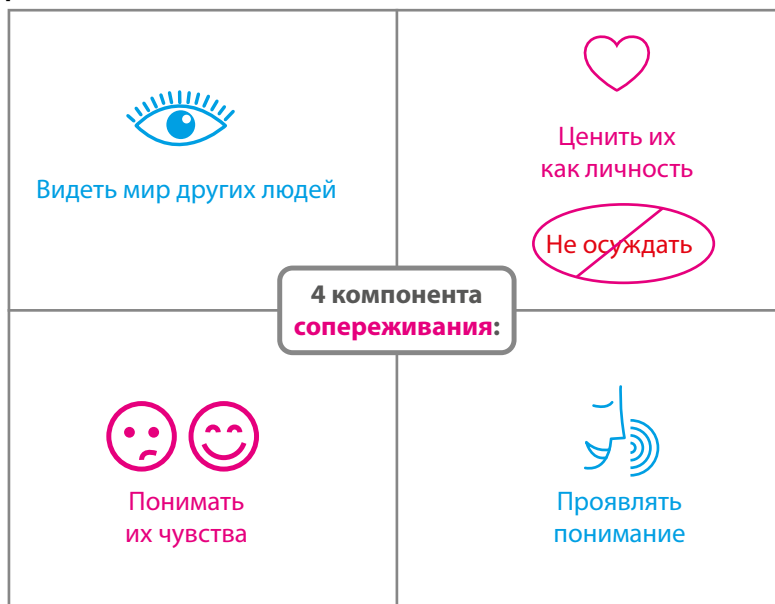 Видеть мир других людей
Ценить их
как личность
Не осуждать
4 компонента
сопереживания:
Понимать
их чувства
Проявлять
понимание